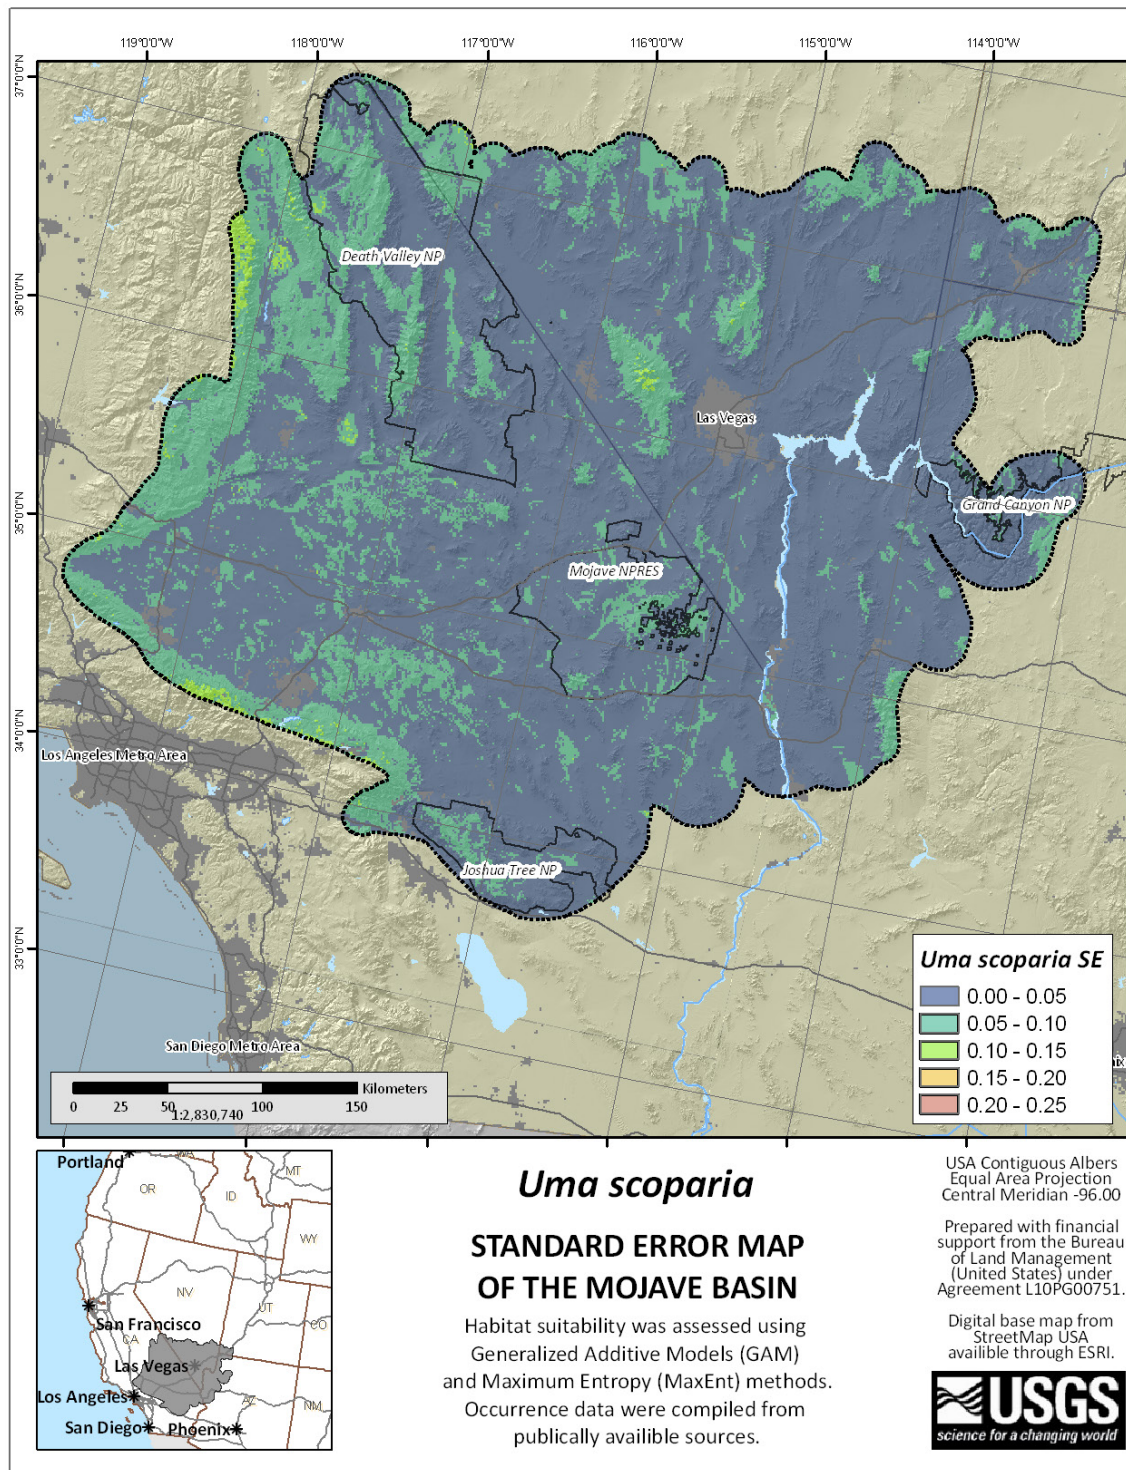 119°0'0"W
118°0'0"W
117°0'0"W
116°0'0"W
115°0'0"W
114°0'0"W
37°0'0"N
36°0'0"N
35°0'0"N
34°0'0"N
33°0'0"N
Death Valley NP
Las Vegas
Grand Canyon NP
Mojave NPRES
Los Angeles Metro Area
Joshua Tree NP
San Diego Metro Area
Uma scoparia SE
0.00 - 0.05
0.05 - 0.10
0.10 - 0.15
0.15 - 0.20
0.20 - 0.25
Kilometers
0 25 50 100 150
1:2,830,740
Portland
WA
MT
OR
ID
WY
NV
UT
CO
San Francisco
CA
Las Vegas
Los Angeles
AZ
NM
San Diego
Phoenix
Uma scoparia
STANDARD ERROR MAP
OF THE MOJAVE BASIN
Habitat suitability was assessed using
Generalized Additive Models (GAM)
and Maximum Entropy (MaxEnt) methods.
Occurrence data were compiled from
publically availible sources.
USA Contiguous Albers
Equal Area Projection
Central Meridian -96.00
Prepared with financial
support from the Bureau
of Land Management
(United States) under
Agreement L10PG00751.
Digital base map from
StreetMap USA
availible through ESRI.
USGS
science for a changing world